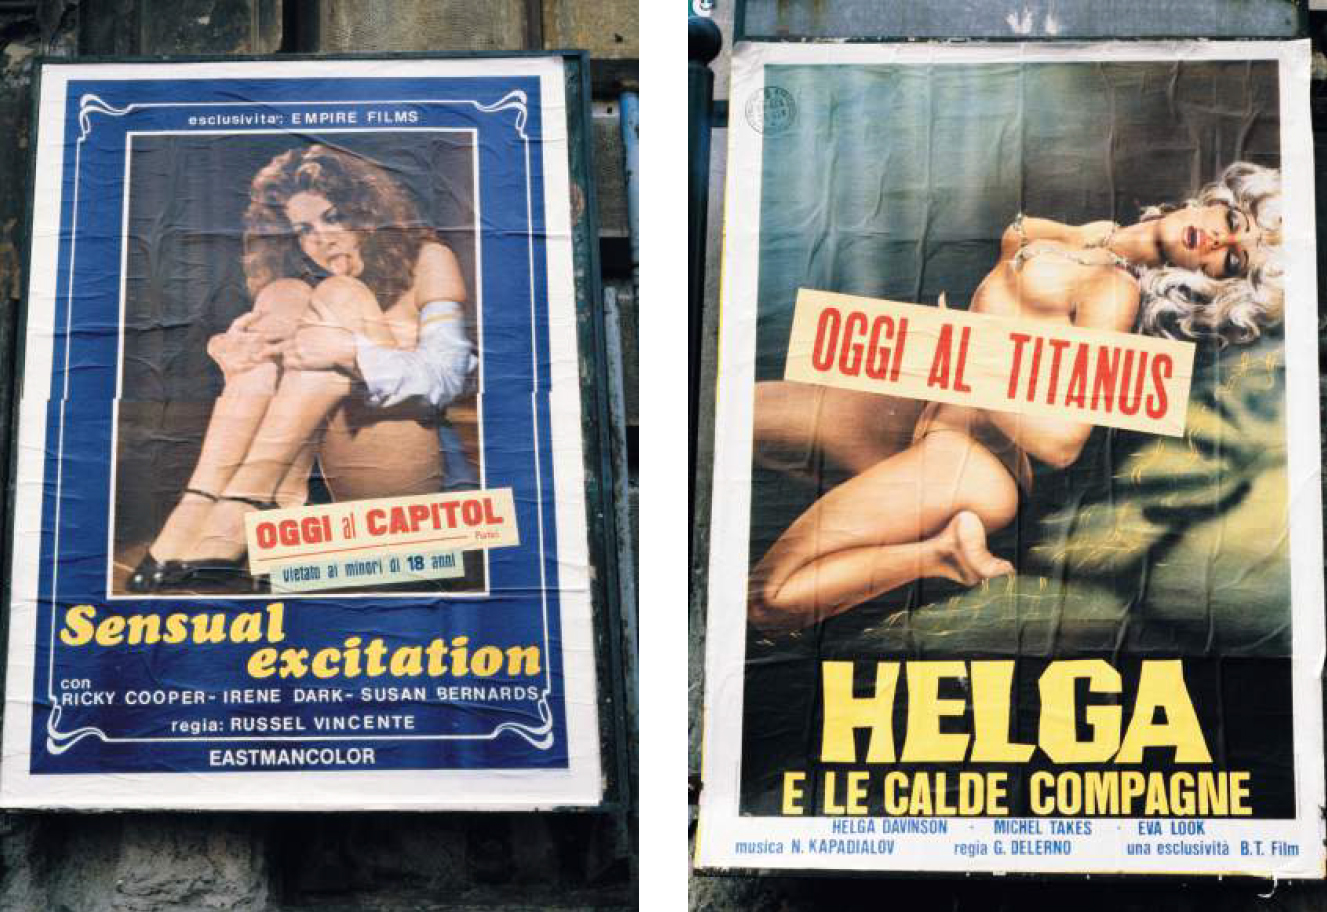 esclusivita': EMPIRE FILMS
OGGI al CAPITOL
vietato ai minori di 18 anni
Sensual
excitation
con
RICKY COOPER - IRENE DARK - SUSAN BERNARDS
regia: RUSSEL VINCENTE
EASTMANCOLOR
OGGI AL TITANUS
HELGA
E LE CALDE COMPAGNE
HELGA DAVINSON · MICHEL TAKES · EVA LOOK
musica N. KAPADIALOV regia G. DELERNO una esclusività B.T. Film